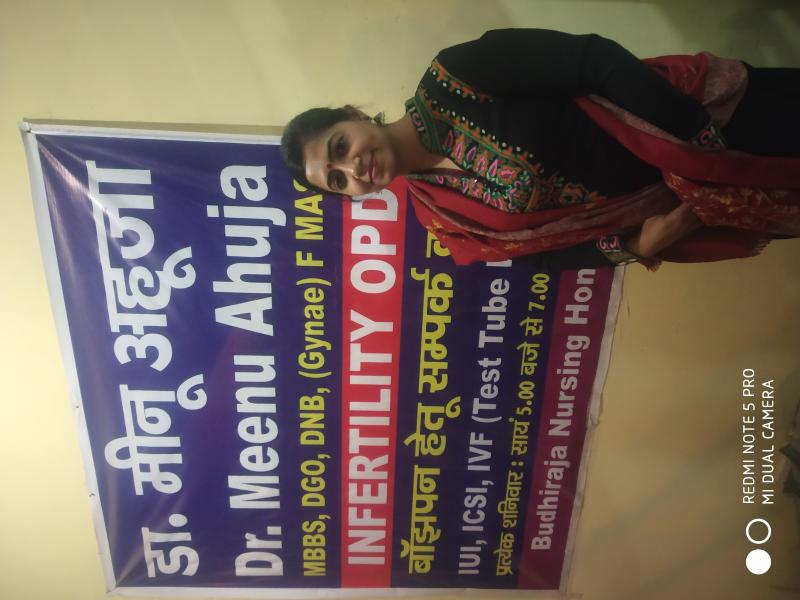 डा. मीनू अहूजा
Dr. Meenu Ahuja
MBBS, DGO, DNB, (Gynae) F MAS
INFERTILITY OPD
बाँझपन हेतू सम्पर्क
IUI, ICSI, IVF (Test Tube
प्रत्येक शनिवार : सायं 5.00 बजे से 7.00
Budhiraja Nursing Hom
REDMI NOTE 5 PRO
MI DUAL CAMERA